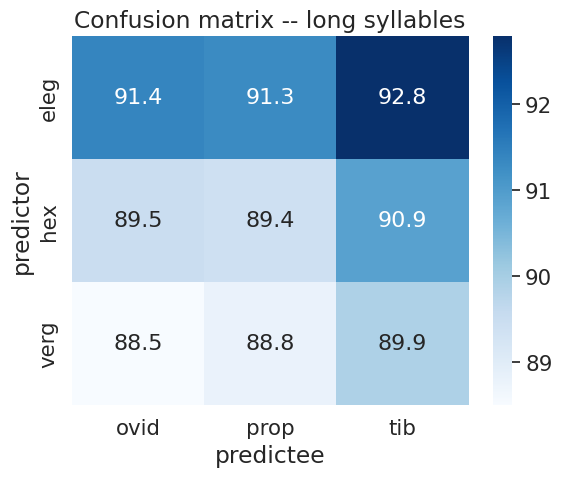 Confusion matrix -- long syllables
predictor
eleg
91.4 91.3 92.8
hex
89.5 89.4 90.9
verg
88.5 88.8 89.9
ovid prop tib
predictee
92
91
90
89